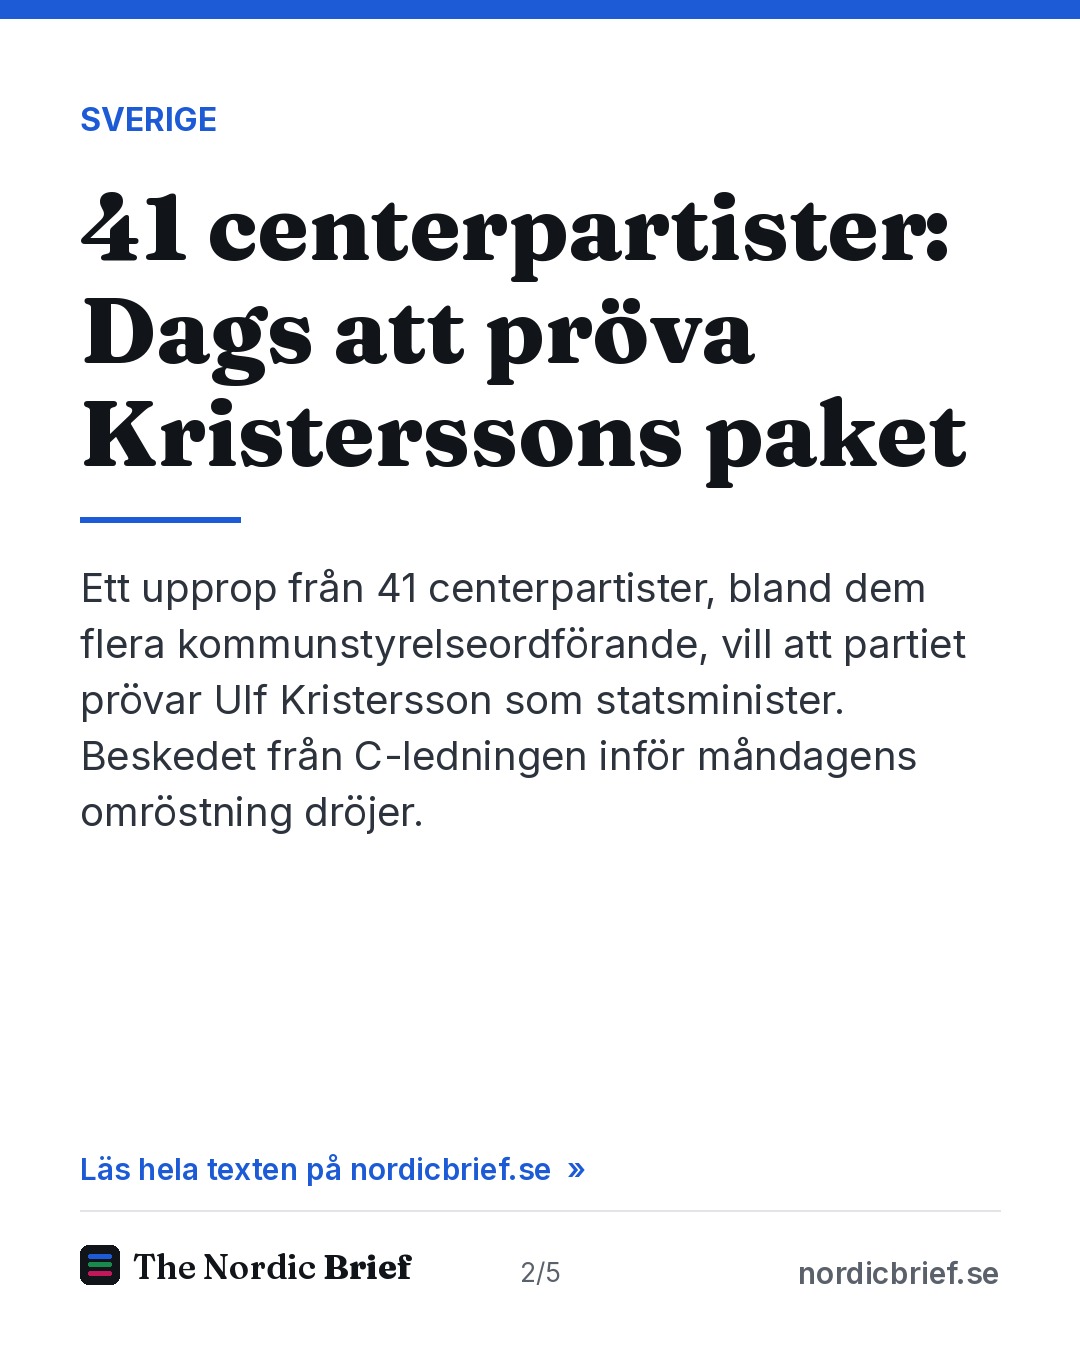 SVERIGE
41 centerpartister:
Dags att pröva
Kristerssons paket
Ett upprop från 41 centerpartister, bland dem
flera kommunstyrelseordförande, vill att partiet
prövar Ulf Kristersson som statsminister.
Beskedet från C-ledningen inför måndagens
omröstning dröjer.
Läs hela texten på nordicbrief.se »
The Nordic Brief
2/5
nordicbrief.se